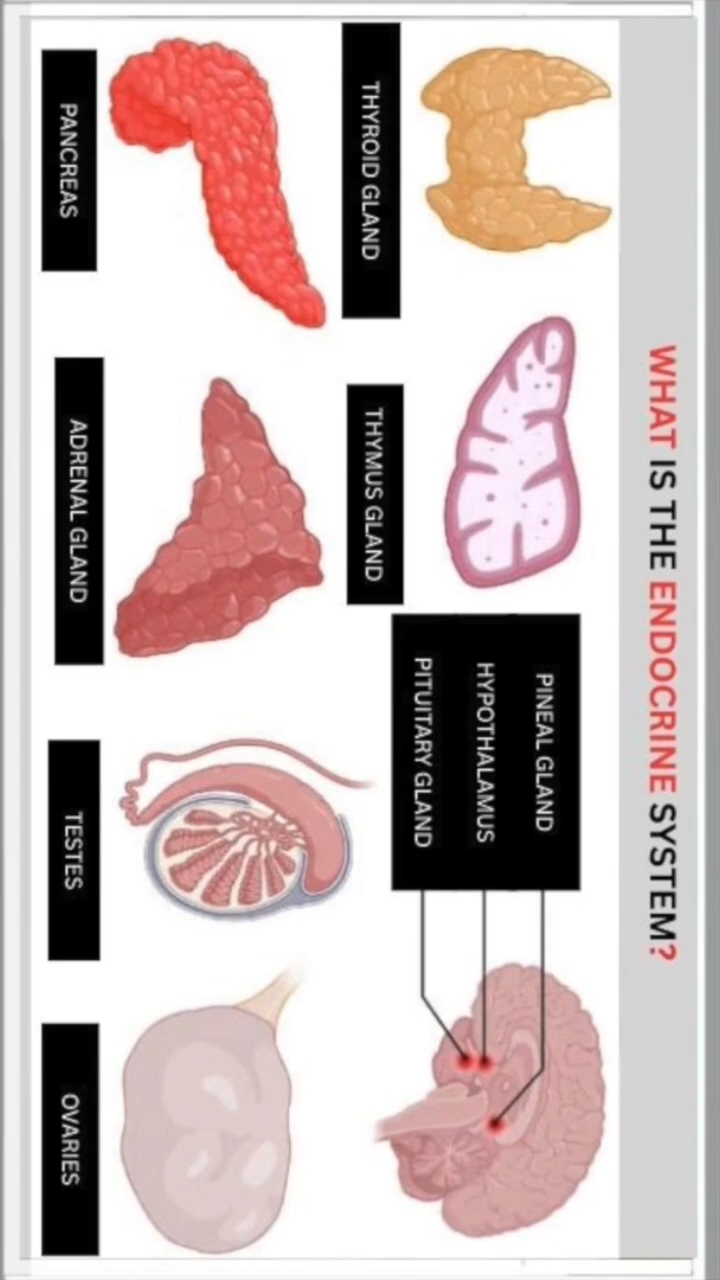 WHAT IS THE ENDOCRINE SYSTEM?
THYROID GLAND
THYMUS GLAND
PINEAL GLAND
HYPOTHALAMUS
PITUITARY GLAND
PANCREAS
ADRENAL GLAND
TESTES
OVARIES